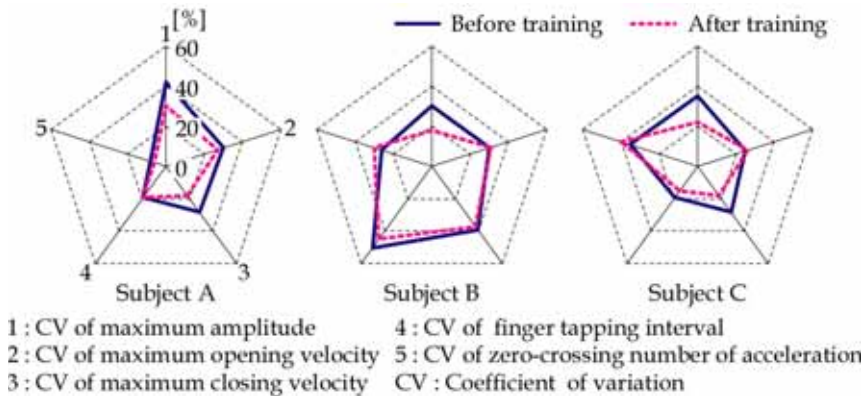 [%]
Before training
After training
1
60
40
20
0
5
2
4
3
Subject A
Subject B
Subject C
1 : CV of maximum amplitude
4 : CV of finger tapping interval
2 : CV of maximum opening velocity
5 : CV of zero-crossing number of acceleration
3 : CV of maximum closing velocity
CV : Coefficient of variation